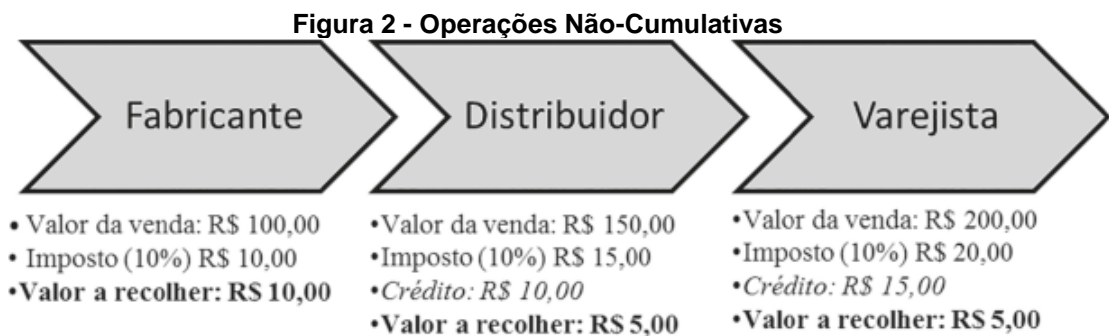 Figura 2 - Operações Não-Cumulativas
Fabricante
• Valor da venda: R$ 100,00
• Imposto (10%) R$ 10,00
•Valor a recolher: R$ 10,00
Distribuidor
•Valor da venda: R$ 150,00
•Imposto (10%) R$ 15,00
•Crédito: R$ 10,00
•Valor a recolher: R$ 5,00
Varejista
•Valor da venda: R$ 200,00
•Imposto (10%) R$ 20,00
•Crédito: R$ 15,00
•Valor a recolher: R$ 5,00